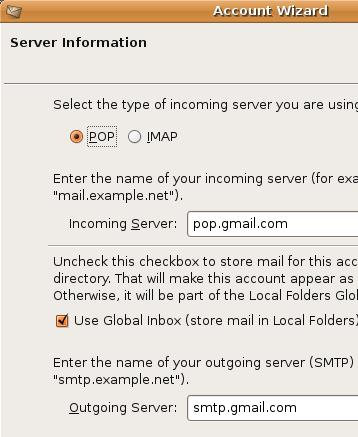 Account Wizard
Server Information
Select the type of incoming server you are using
POP IMAP
Enter the name of your incoming server (for exa
"mail.example.net").
Incoming Server: pop.gmail.com
Uncheck this checkbox to store mail for this acc
directory. That will make this account appear as
Otherwise, it will be part of the Local Folders Glo
Use Global Inbox (store mail in Local Folders)
Enter the name of your outgoing server (SMTP)
"smtp.example.net").
Outgoing Server: smtp.gmail.com